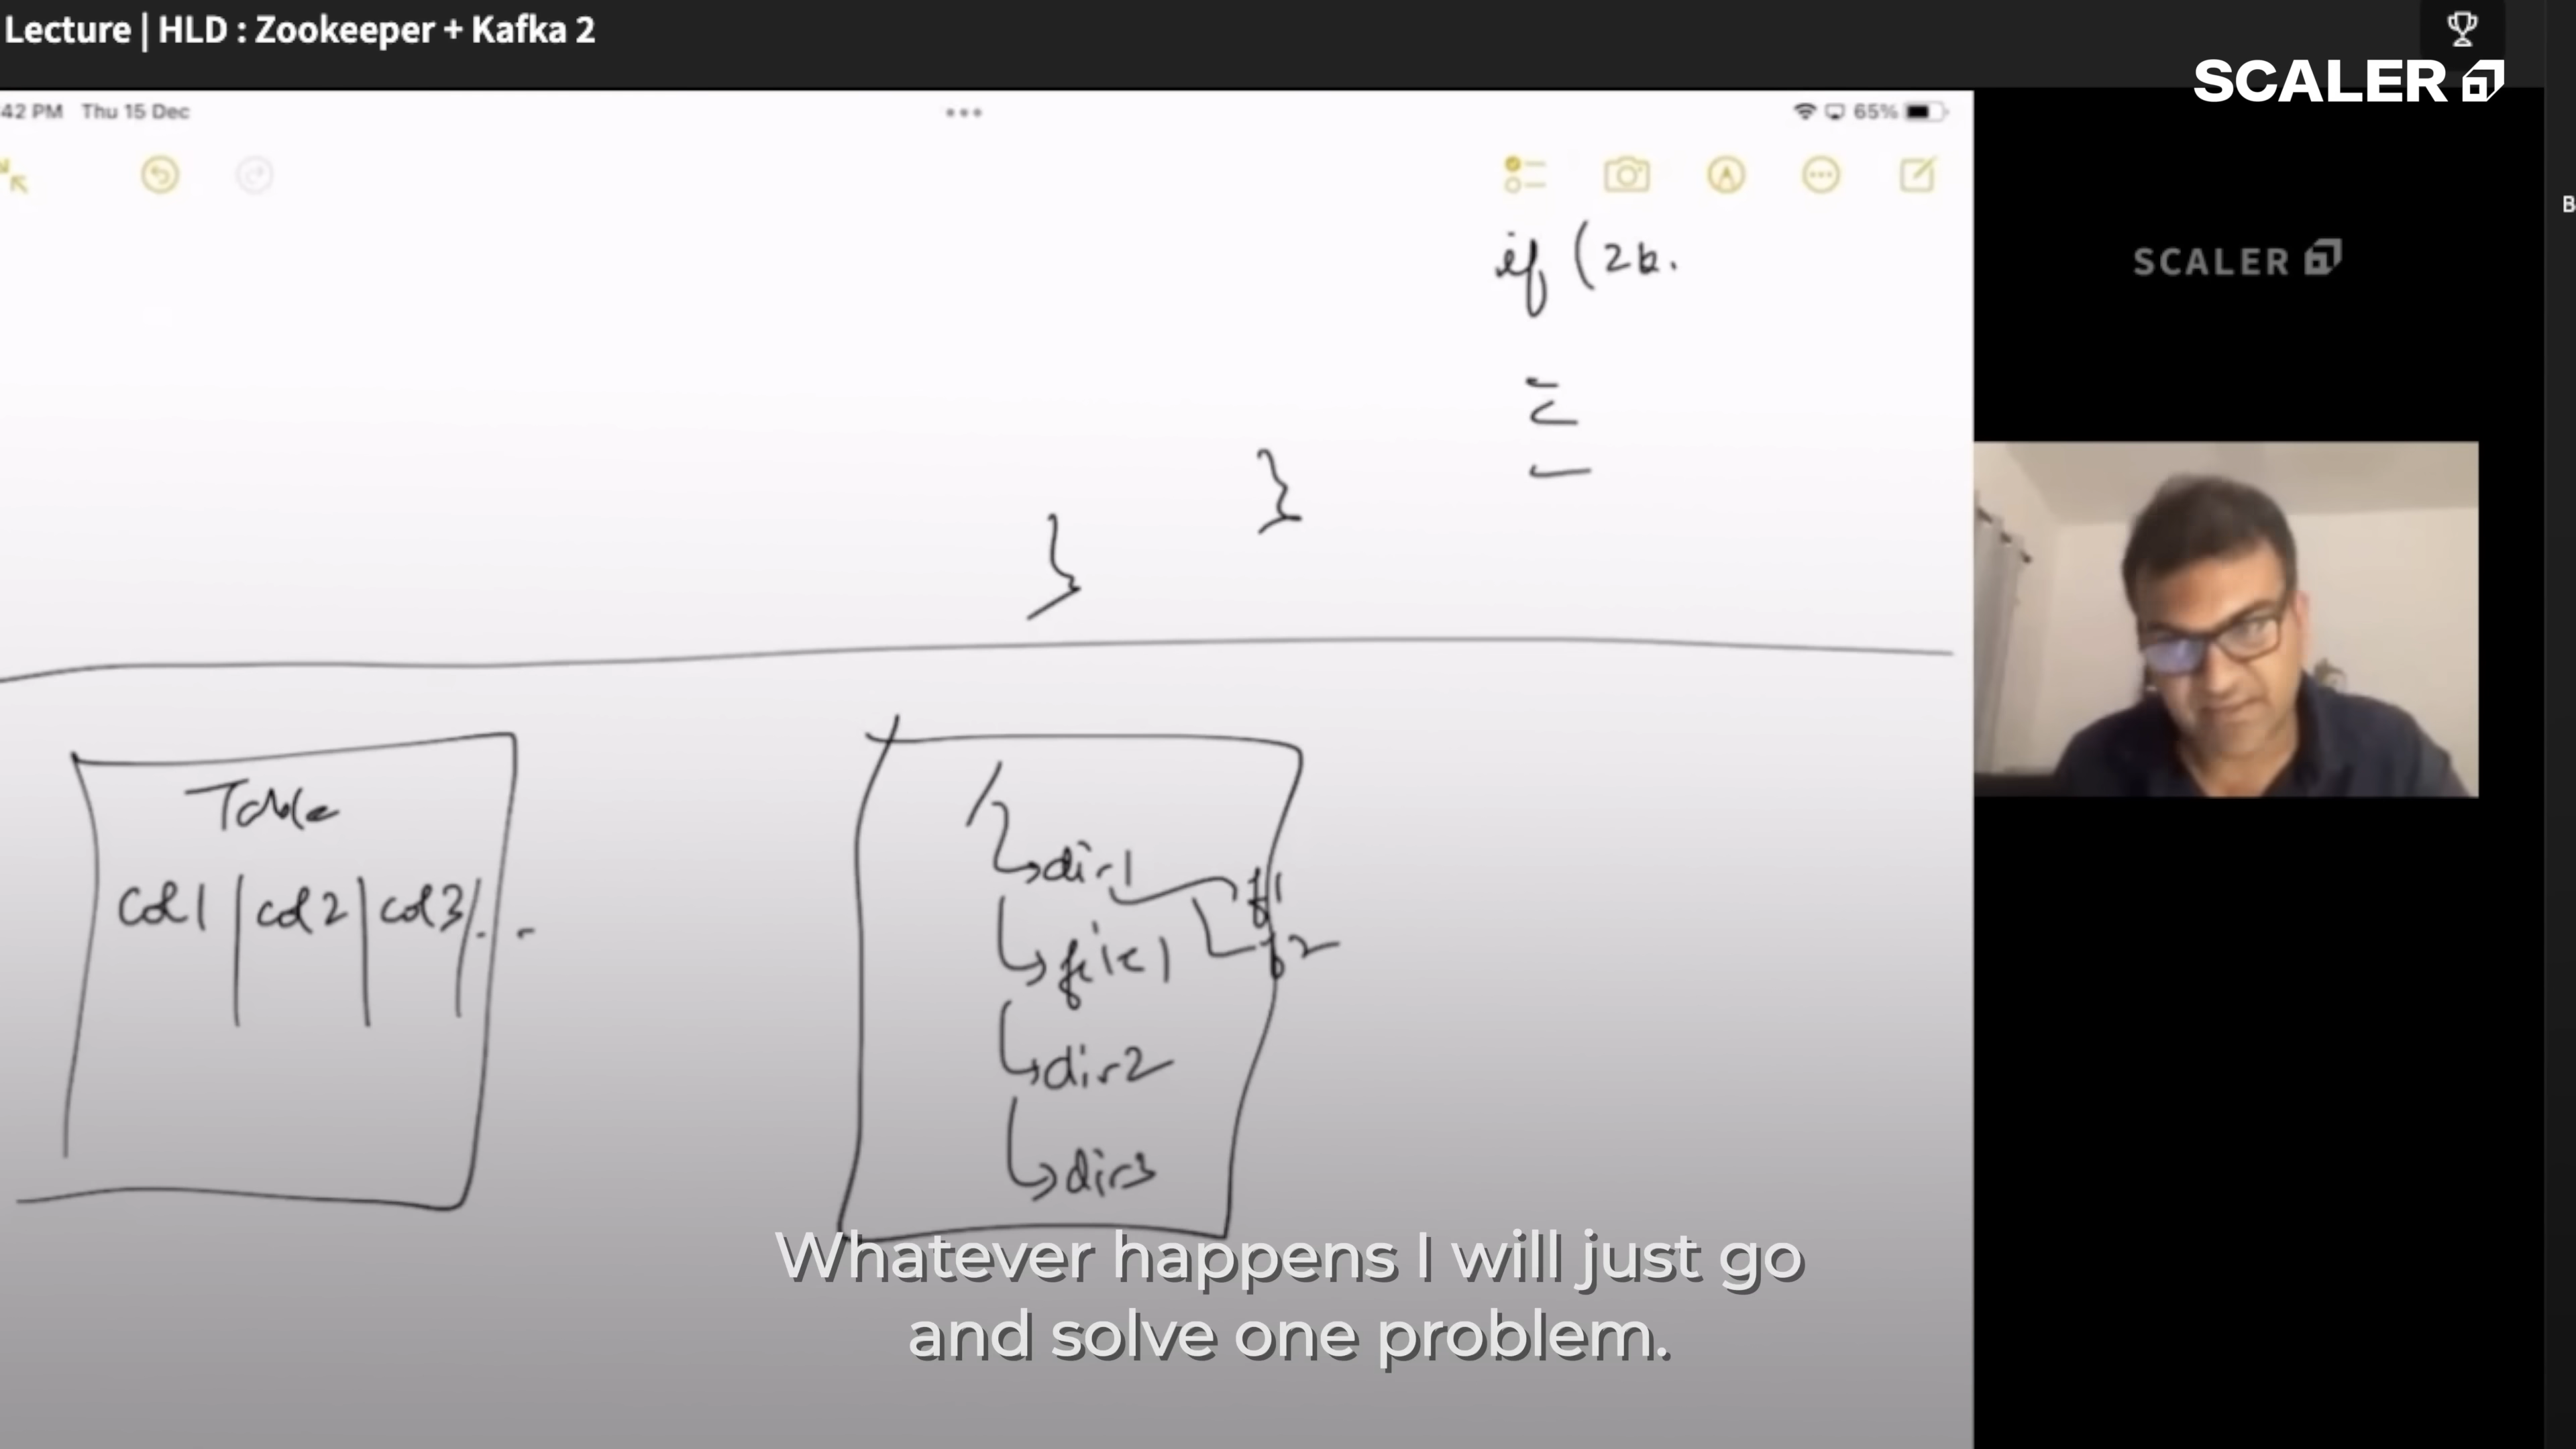 Lecture | HLD : Zookeeper + Kafka 2
SCALER
42 PM Thu 15 Dec
65%
B
SCALER
if (2b.
}
}
Table
col1 | col2 | col3 | . .
/
dir1
f1
file1
f2
dir2
dir3
Whatever happens I will just go
and solve one problem.